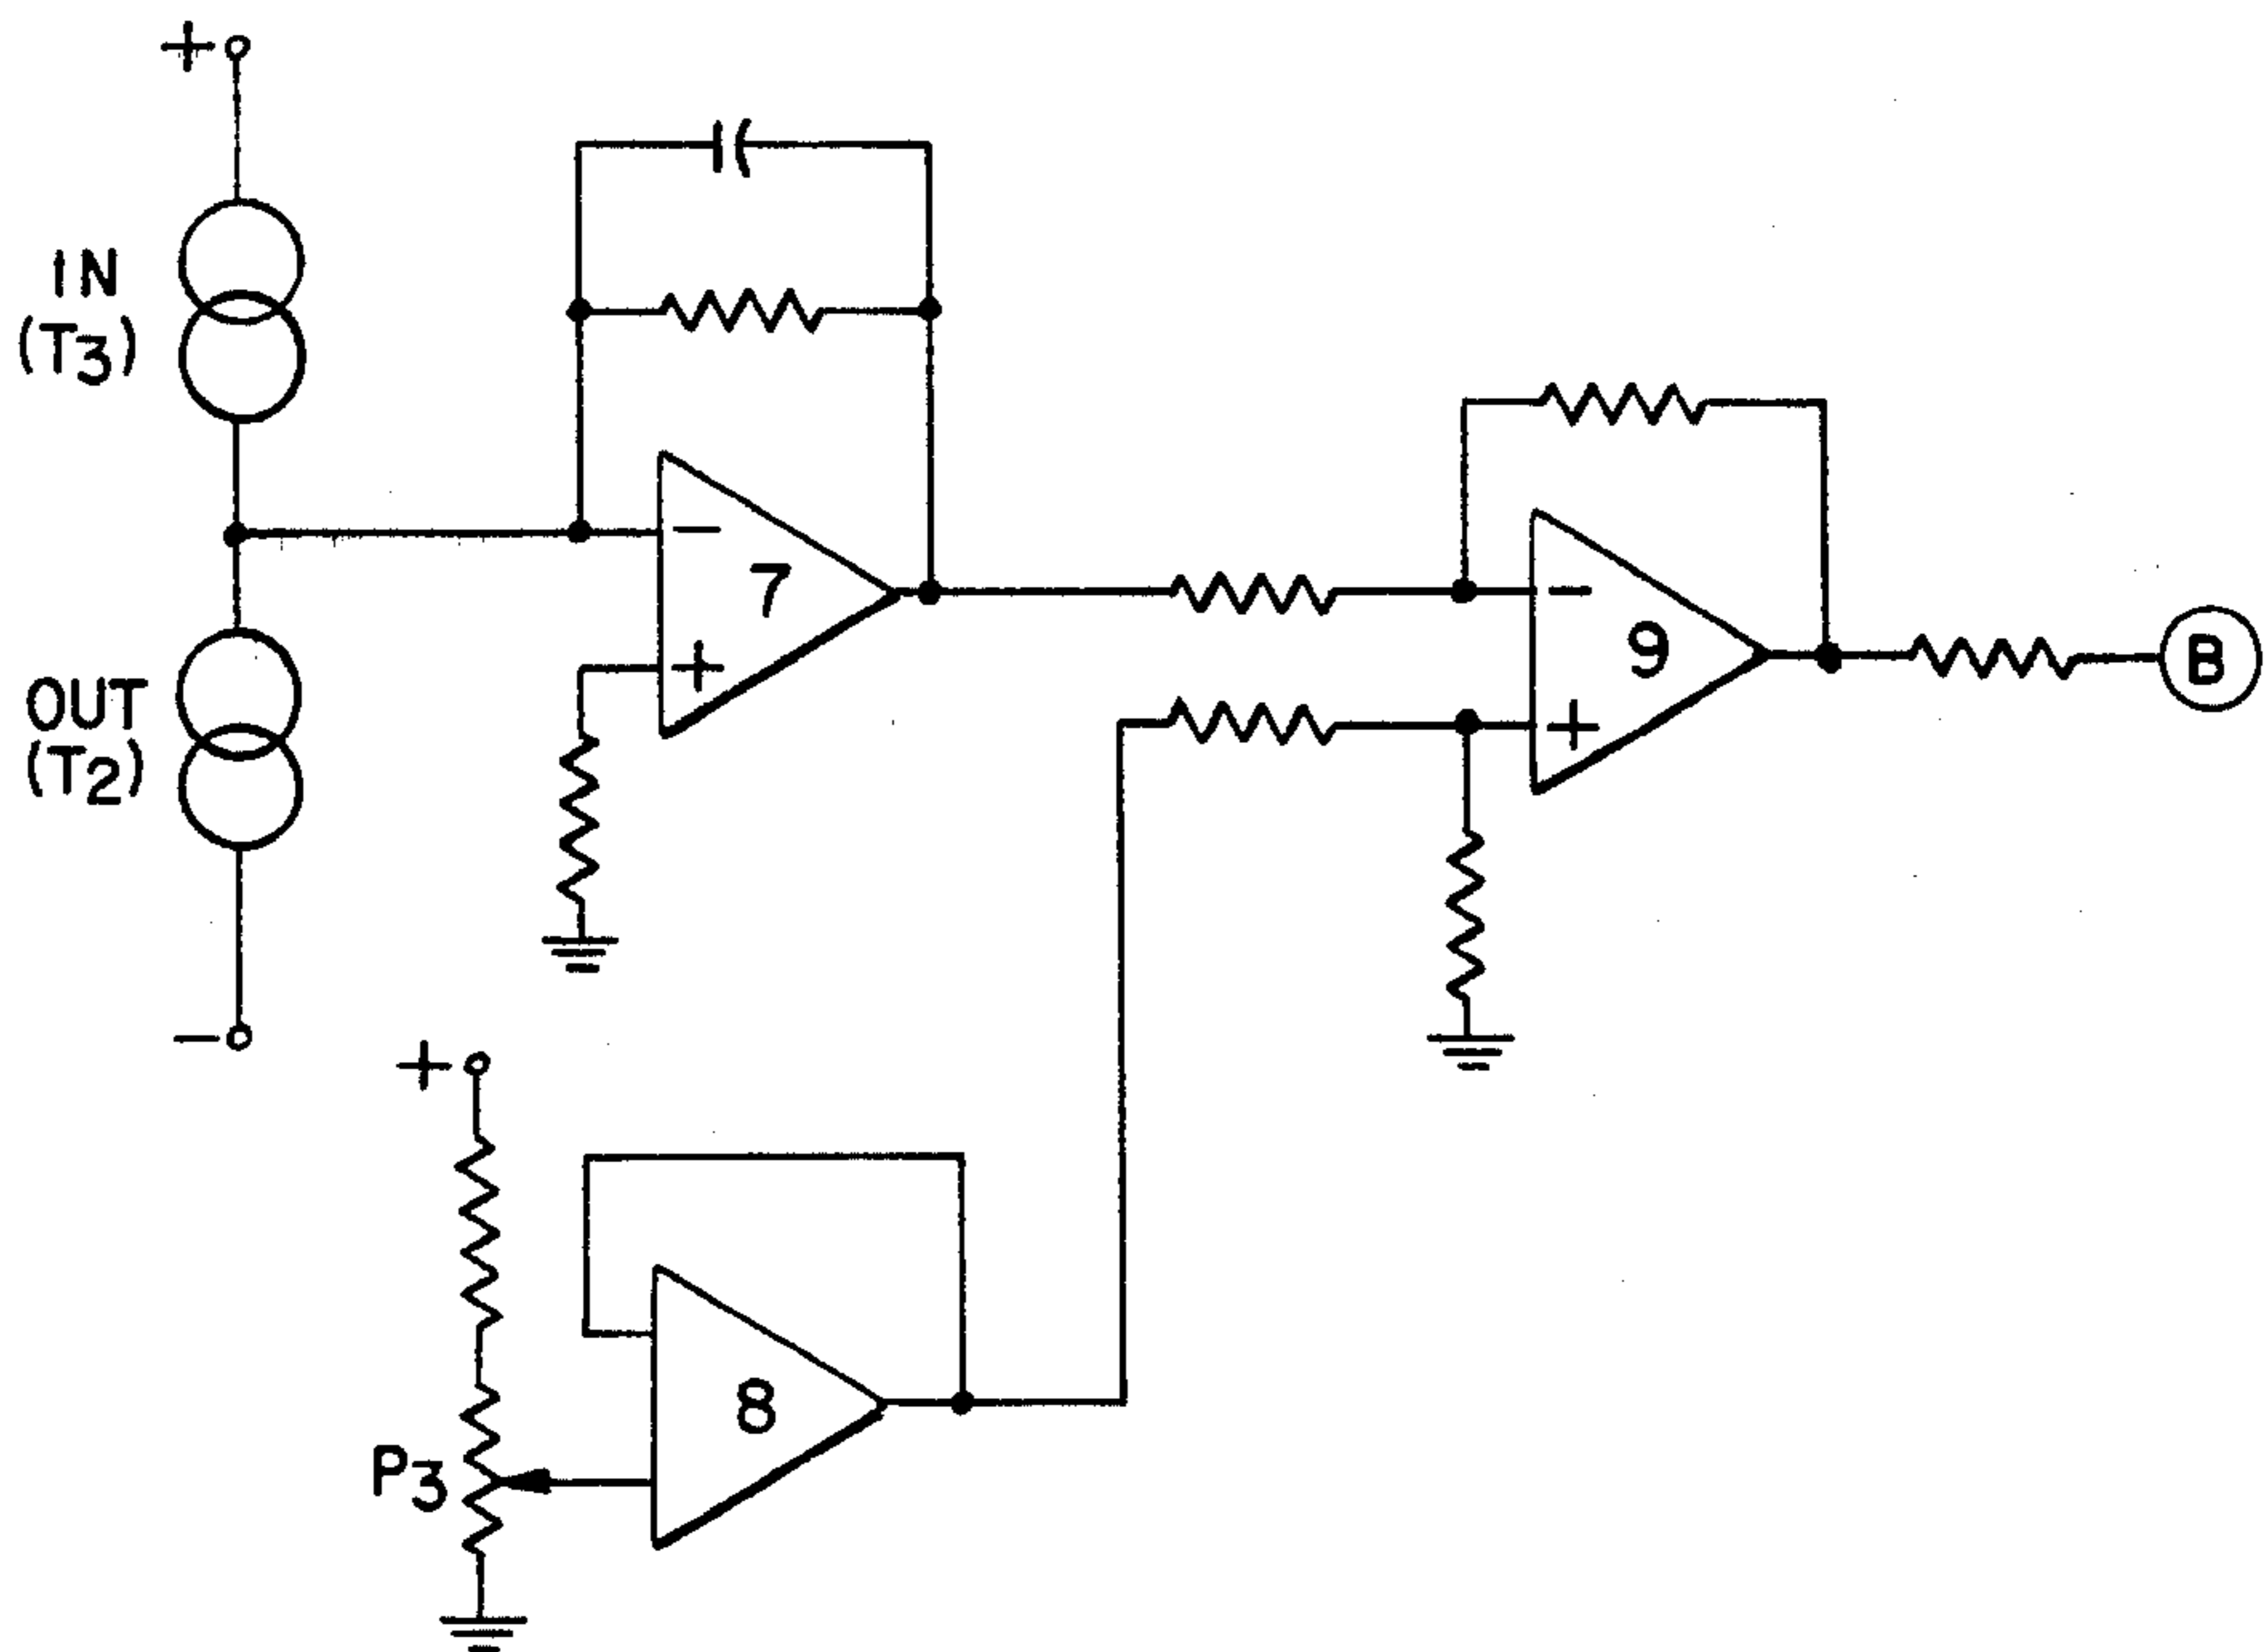 +
IN
(T3)
−
7
+
−
9
+
B
OUT
(T2)
−
+
8
P3